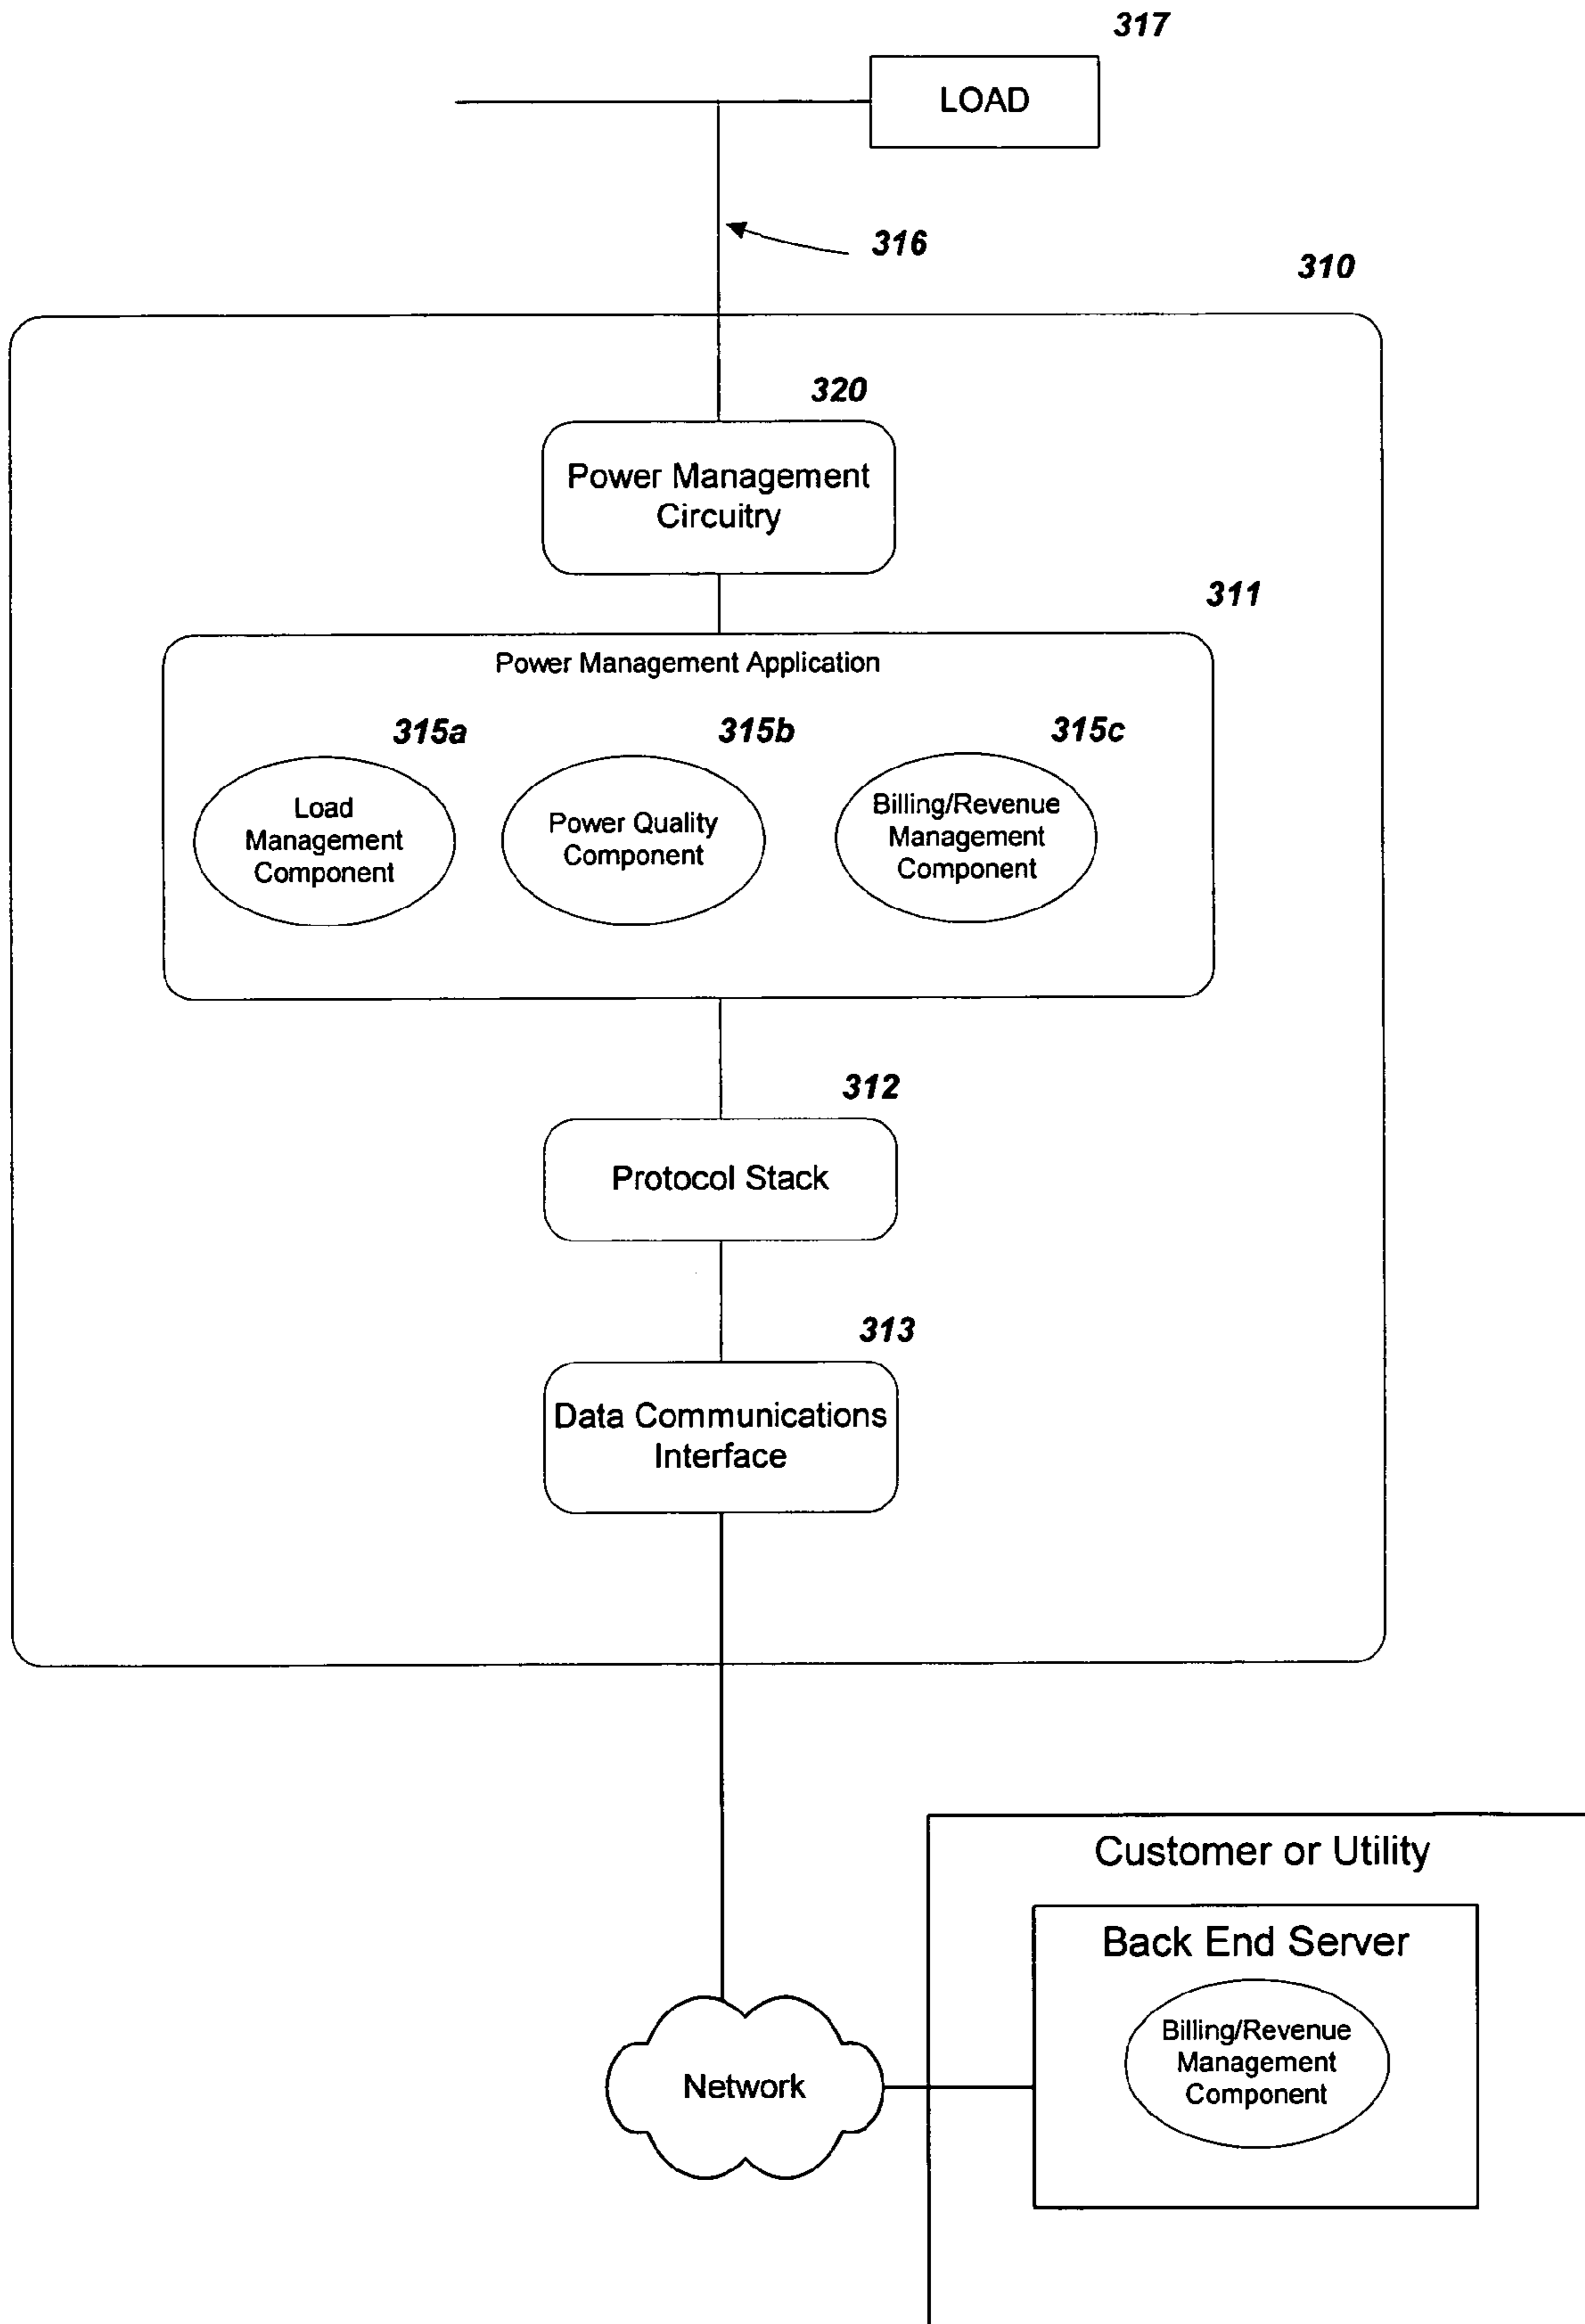 317
LOAD
316
310
320
Power Management
Circuitry
311
Power Management Application
315a
315b
315c
Load
Management
Component
Power Quality
Component
Billing/Revenue
Management
Component
312
Protocol Stack
313
Data Communications
Interface
Customer or Utility
Back End Server
Billing/Revenue
Management
Component
Network